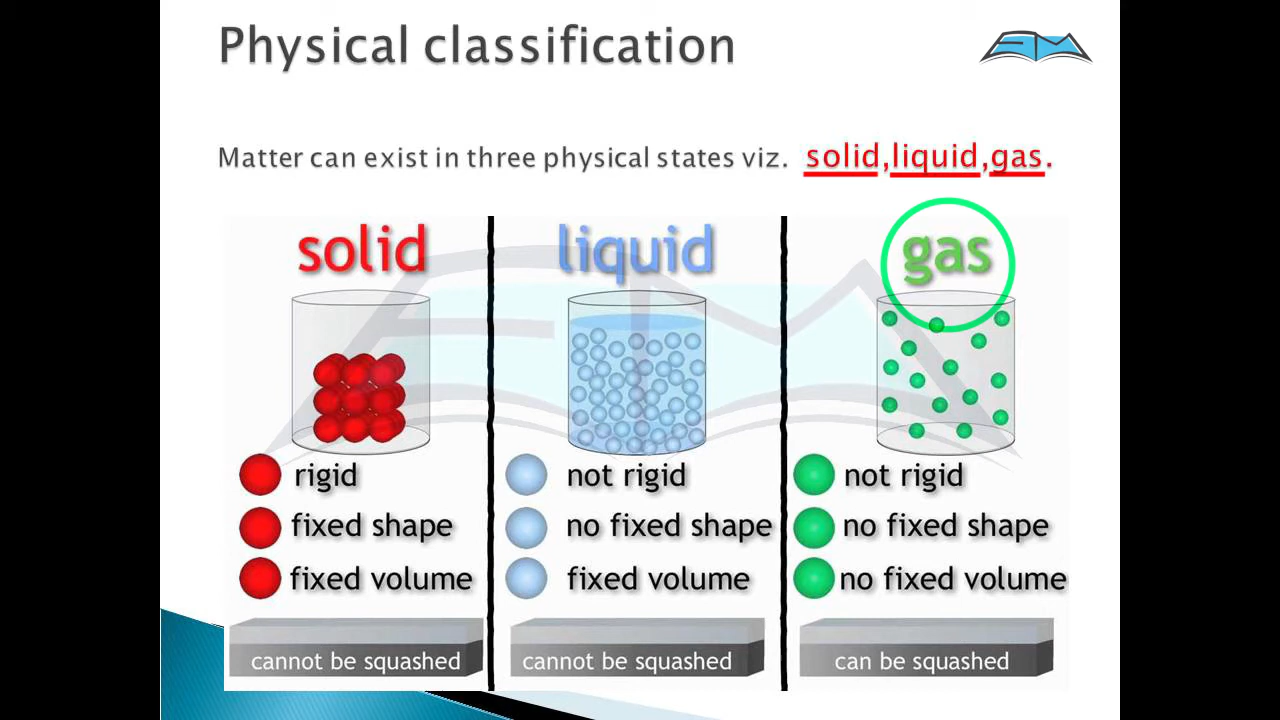 Physical classification
Matter can exist in three physical states viz. solid,liquid,gas.
solid
rigid
fixed shape
fixed volume
cannot be squashed
liquid
not rigid
no fixed shape
fixed volume
cannot be squashed
gas
not rigid
no fixed shape
no fixed volume
can be squashed